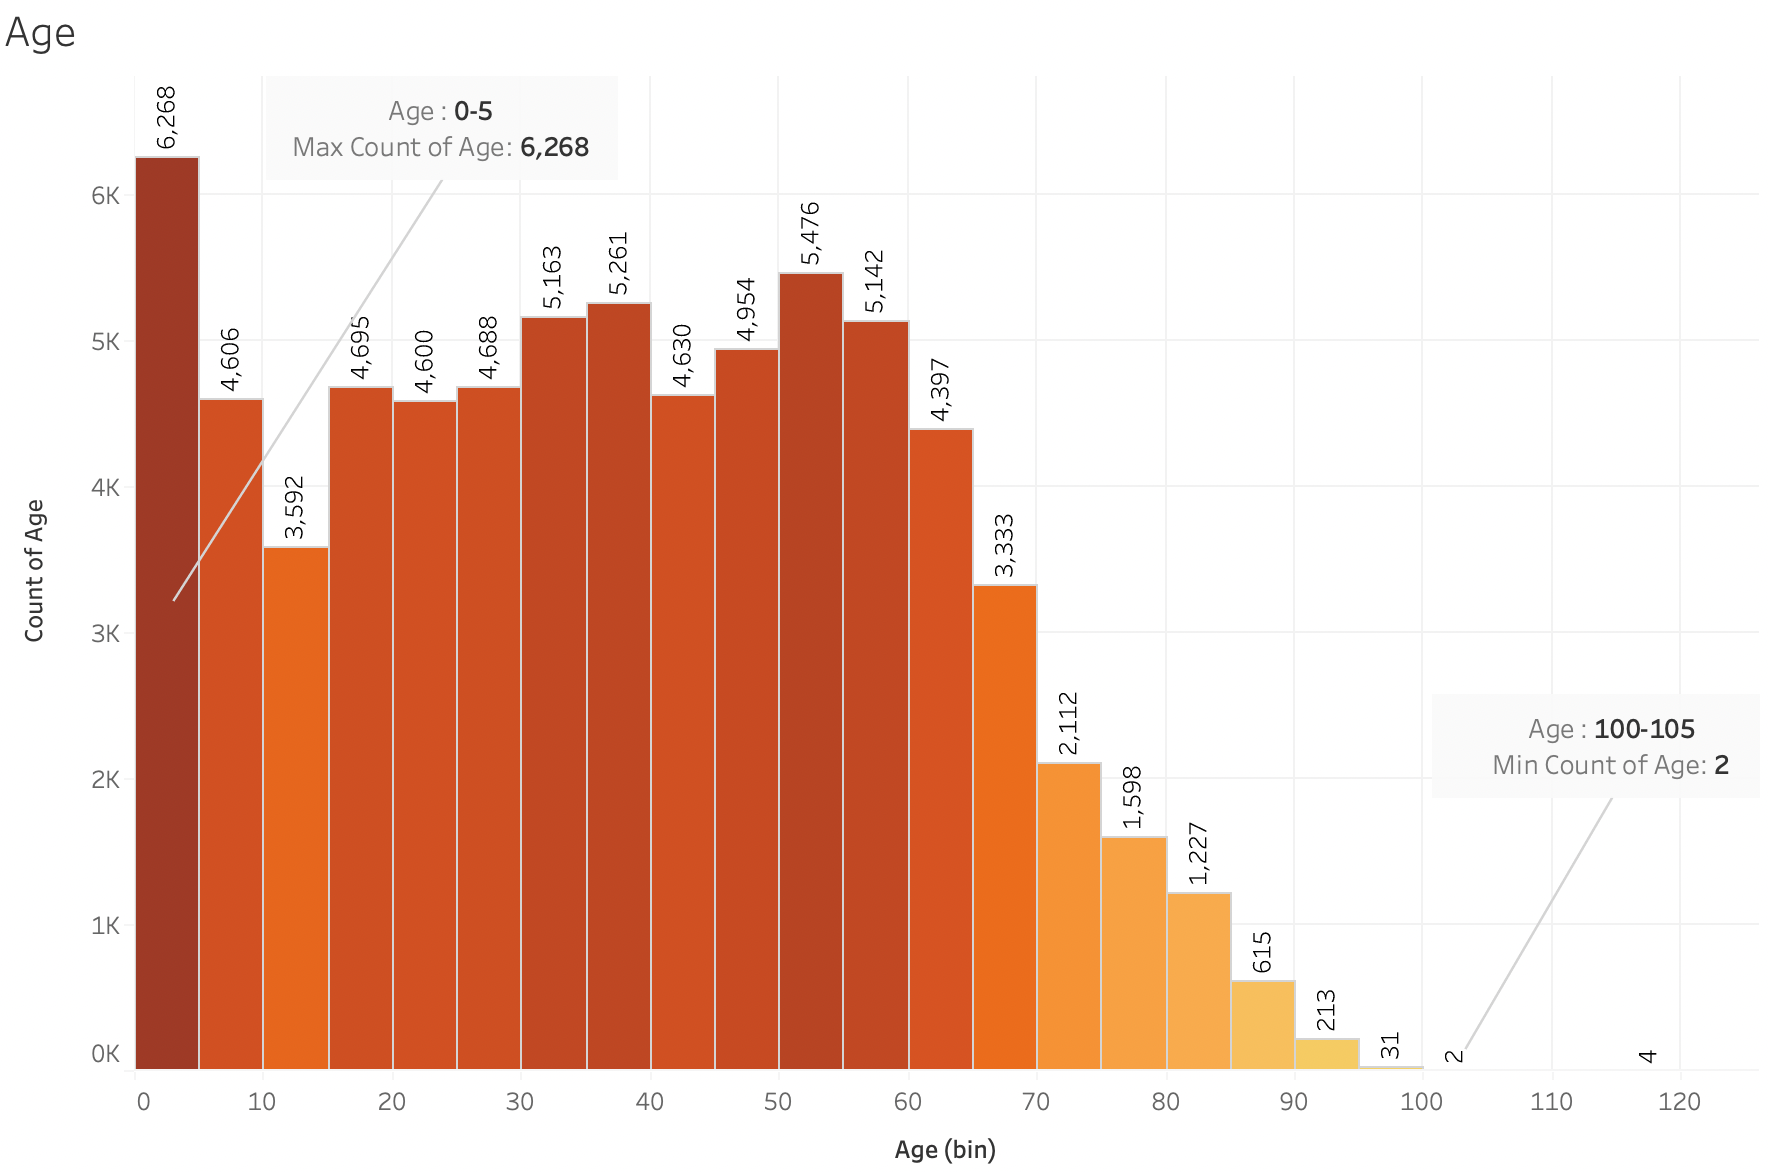 Age
Age : 0-5
Max Count of Age: 6,268
6,268
4,606
3,592
4,695
4,600
4,688
5,163
5,261
4,630
4,954
5,476
5,142
4,397
3,333
2,112
1,598
1,227
615
213
31
2
4
Age : 100-105
Min Count of Age: 2
6K
5K
4K
3K
2K
1K
0K
Count of Age
0 10 20 30 40 50 60 70 80 90 100 110 120
Age (bin)